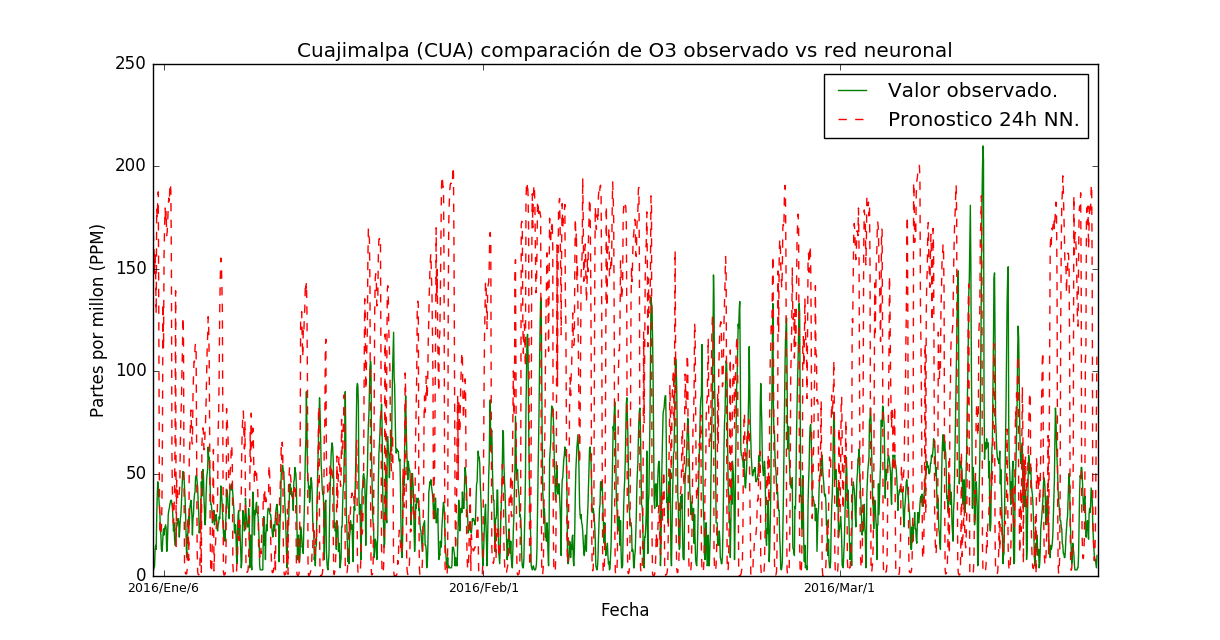 Cuajimalpa (CUA) comparación de O3 observado vs red neuronal
250
200
150
100
50
0
Partes por millon (PPM)
Valor observado.
Pronostico 24h NN.
2016/Ene/6
2016/Feb/1
2016/Mar/1
Fecha